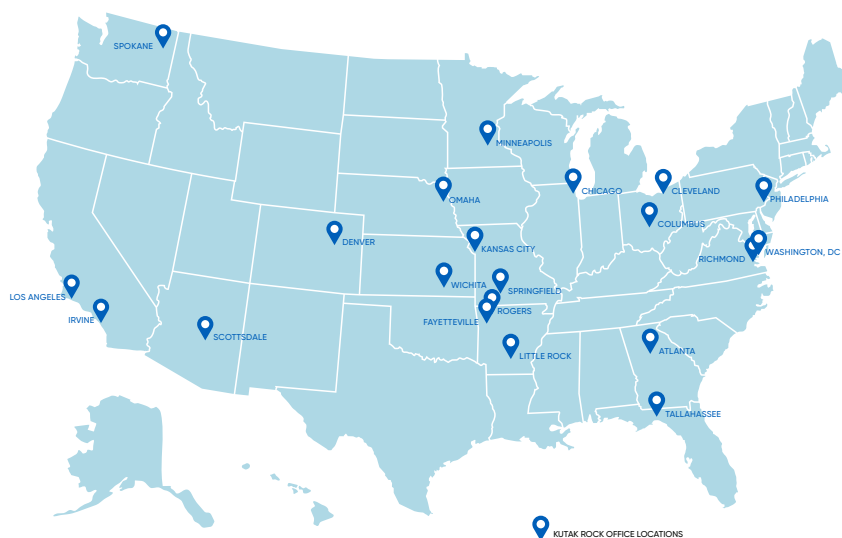 SPOKANE
MINNEAPOLIS
CHICAGO
CLEVELAND
OMAHA
PHILADELPHIA
COLUMBUS
DENVER
KANSAS CITY
WASHINGTON, DC
RICHMOND
WICHITA
SPRINGFIELD
LOS ANGELES
ROGERS
IRVINE
FAYETTEVILLE
SCOTTSDALE
LITTLE ROCK
ATLANTA
TALLAHASSEE
KUTAK ROCK OFFICE LOCATIONS